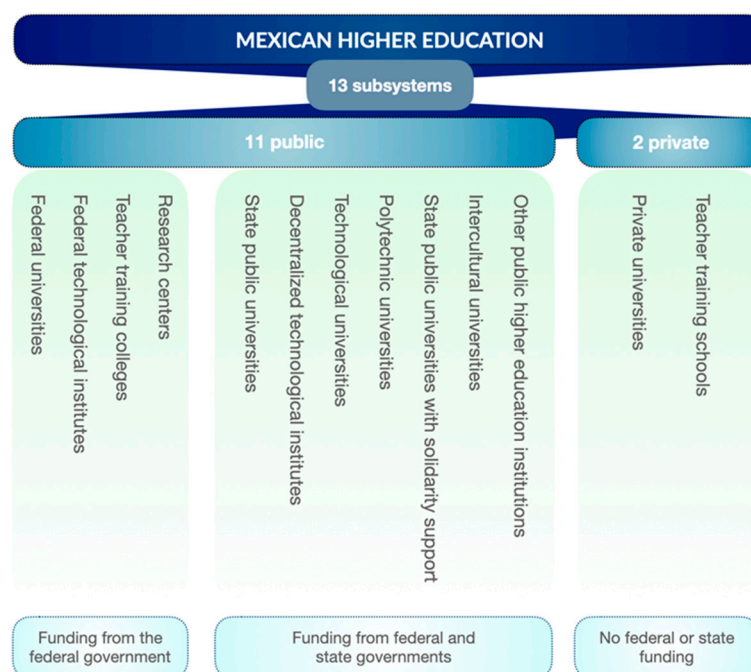 MEXICAN HIGHER EDUCATION
13 subsystems
11 public
2 private
Federal universities
Federal technological institutes
Teacher training colleges
Research centers
State public universities
Decentralized technological institutes
Technological universities
Polytechnic universities
State public universities with solidarity support
Intercultural universities
Other public higher education institutions
Private universities
Teacher training schools
Funding from the
federal government
Funding from federal and
state governments
No federal or state
funding